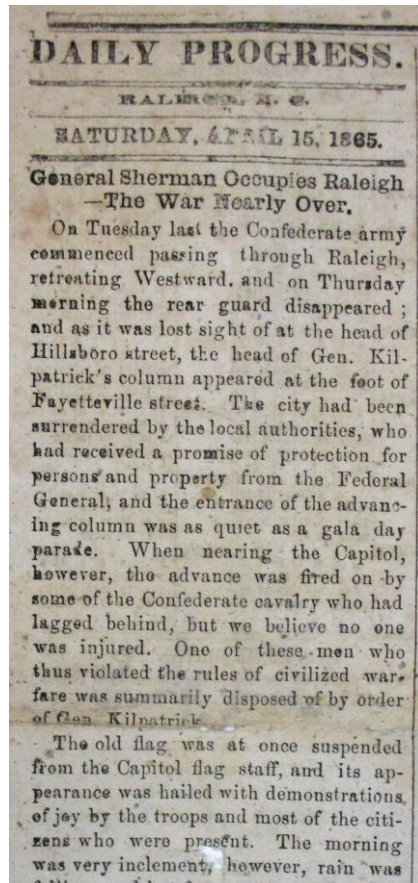 DAILY PROGRESS.
RALEIGH, N. C.
SATURDAY, APRIL 15, 1865.
General Sherman Occupies Raleigh
—The War Nearly Over.
On Tuesday last the Confederate army
commenced passing through Raleigh,
retreating Westward. and on Thursday
morning the rear guard disappeared ;
and as it was lost sight of at the head of
Hillsboro street, the head of Gen. Kil-
patrick's column appeared at the foot of
Fayetteville street. The city had been
surrendered by the local authorities, who
had received a promise of protection for
persons and property from the Federal
General, and the entrance of the advanc-
ing column was as quiet as a gala day
parade. When nearing the Capitol,
however, the advance was fired on by
some of the Confederate cavalry who had
lagged behind, but we believe no one
was injured. One of these men who
thus violated the rules of civilized war-
fare was summarily disposed of by order
of Gen. Kilpatrick
The old flag was at once suspended
from the Capitol flag staff, and its ap-
pearance was hailed with demonstrations
of joy by the troops and most of the citi-
zens who were present. The morning
was very inclement, however, rain was